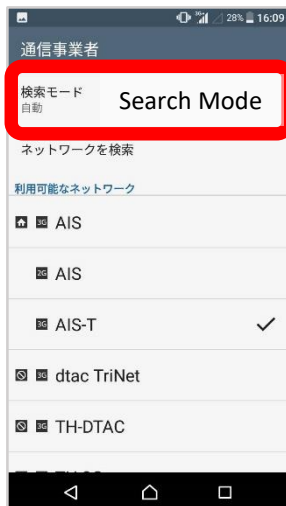 28% 16:09
通信事業者
検索モード
自動
Search Mode
ネットワークを検索
利用可能なネットワーク
3G AIS
2G AIS
3G AIS-T
3G dtac TriNet
3G TH-DTAC